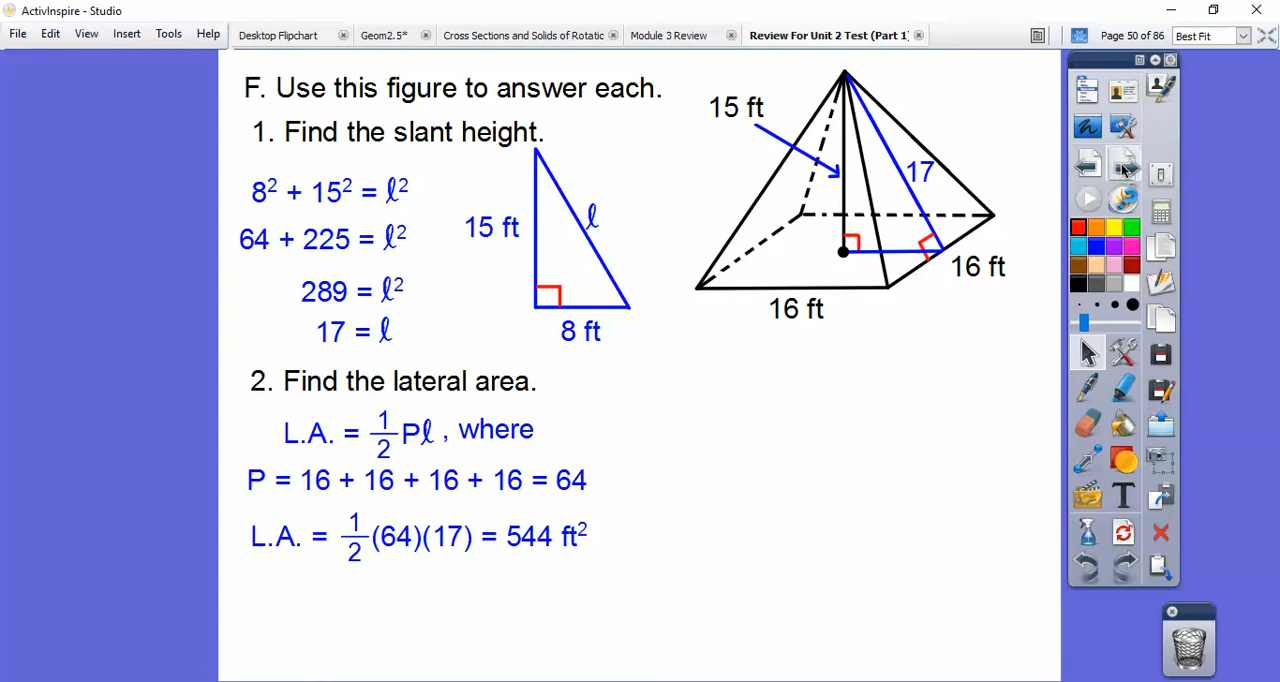 ActivInspire - Studio
File Edit View Insert Tools Help
Desktop Flipchart
Geom2.5*
Cross Sections and Solids of Rotatic
Module 3 Review
Review For Unit 2 Test (Part 1)
Page 50 of 86
Best Fit
F. Use this figure to answer each.
1. Find the slant height.
8² + 15² = ℓ²
64 + 225 = ℓ²
289 = ℓ²
17 = ℓ
15 ft
ℓ
8 ft
15 ft
17
16 ft
16 ft
2. Find the lateral area.
L.A. = 1/2 Pℓ , where
P = 16 + 16 + 16 + 16 = 64
L.A. = 1/2 (64)(17) = 544 ft²